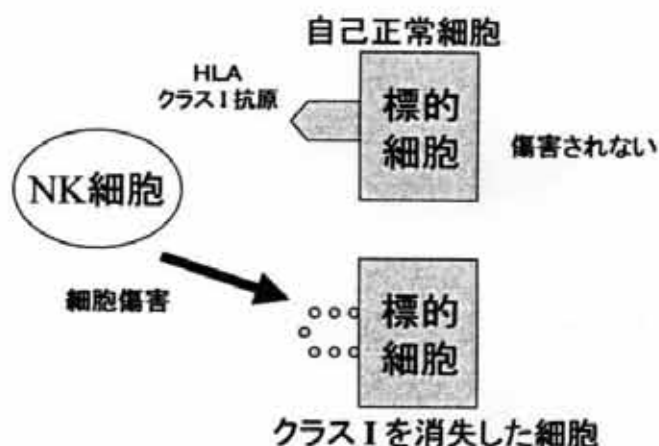 自己正常細胞
HLA
クラスI抗原
標的
細胞
傷害されない
NK細胞
細胞傷害
標的
細胞
クラスIを消失した細胞